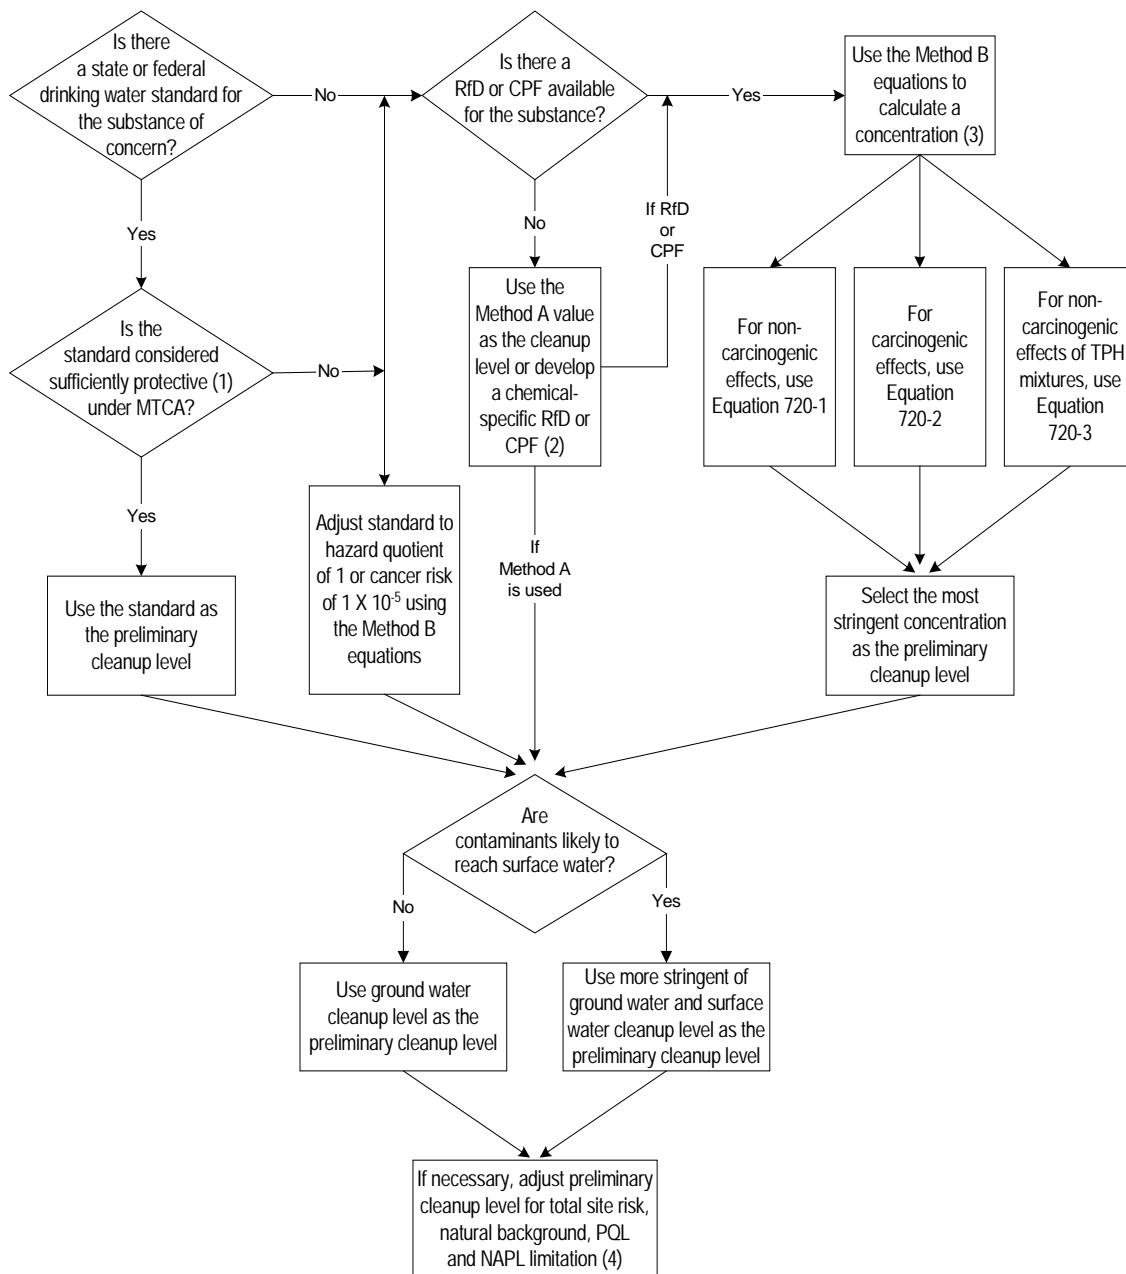 Is there
a state or federal
drinking water standard for
the substance of
concern?
No
Is there a
RfD or CPF available
for the substance?
Yes
Use the Method B
equations to
calculate a
concentration (3)
Yes
No
If RfD
or
CPF
Is the
standard considered
sufficiently protective (1)
under MTCA?
No
Use the
Method A value
as the cleanup
level or develop
a chemical-
specific RfD or
CPF (2)
For non-
carcinogenic
effects, use
Equation 720-1
For
carcinogenic
effects, use
Equation
720-2
For non-
carcinogenic
effects of TPH
mixtures, use
Equation
720-3
Yes
Adjust standard to
hazard quotient
of 1 or cancer risk
of 1 X 10⁻⁵ using
the Method B
equations
If
Method A
is used
Use the standard as
the preliminary
cleanup level
Select the most
stringent concentration
as the preliminary
cleanup level
Are
contaminants likely to
reach surface water?
No
Yes
Use ground water
cleanup level as the
preliminary cleanup level
Use more stringent of
ground water and surface
water cleanup level as the
preliminary cleanup level
If necessary, adjust preliminary
cleanup level for total site risk,
natural background, PQL
and NAPL limitation (4)